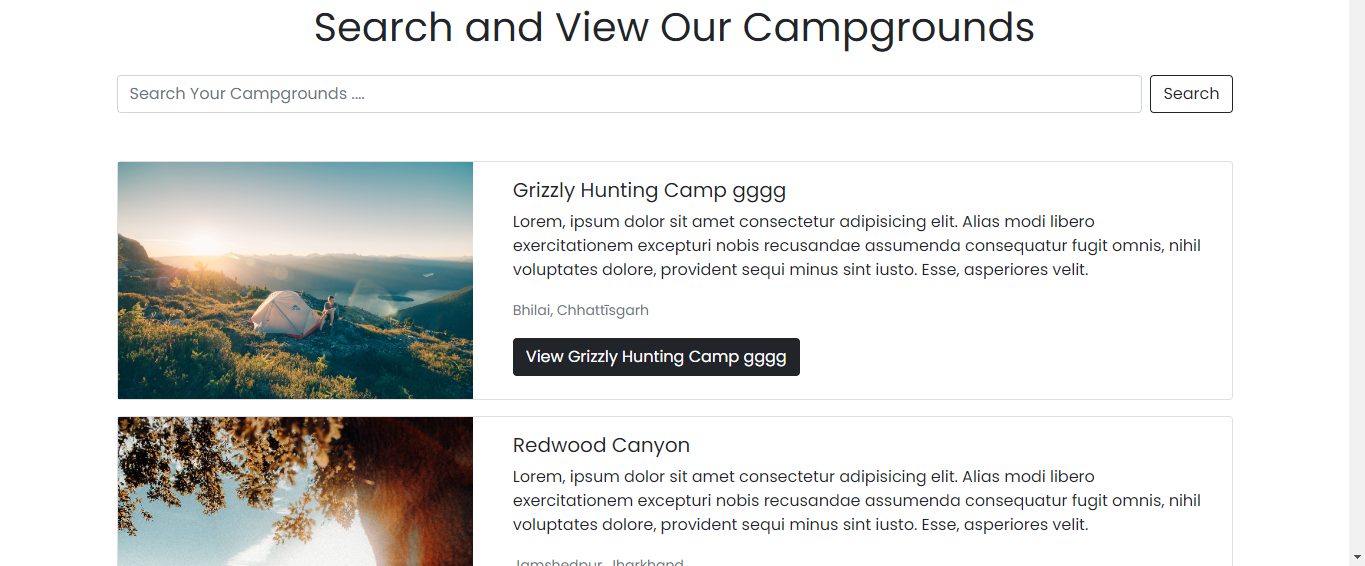 Search and View Our Campgrounds
Search Your Campgrounds ....
Search
Grizzly Hunting Camp gggg
Lorem, ipsum dolor sit amet consectetur adipisicing elit. Alias modi libero
exercitationem excepturi nobis recusandae assumenda consequatur fugit omnis, nihil
voluptates dolore, provident sequi minus sint iusto. Esse, asperiores velit.
Bhilai, Chhattīsgarh
View Grizzly Hunting Camp gggg
Redwood Canyon
Lorem, ipsum dolor sit amet consectetur adipisicing elit. Alias modi libero
exercitationem excepturi nobis recusandae assumenda consequatur fugit omnis, nihil
voluptates dolore, provident sequi minus sint iusto. Esse, asperiores velit.
Jamshedpur, Jharkhand